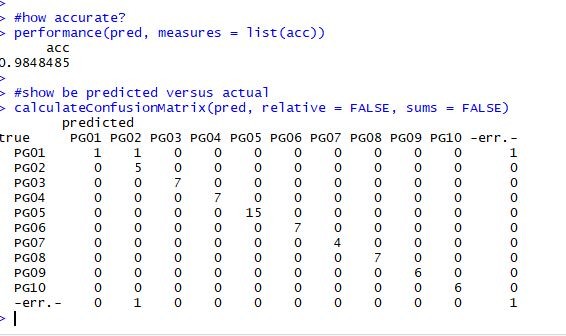 >
> #how accurate?
> performance(pred, measures = list(acc))
acc
0.9848485
>
> #show be predicted versus actual
> calculateConfusionMatrix(pred, relative = FALSE, sums = FALSE)
predicted
true PG01 PG02 PG03 PG04 PG05 PG06 PG07 PG08 PG09 PG10 -err.-
PG01 1 1 0 0 0 0 0 0 0 0 1
PG02 0 5 0 0 0 0 0 0 0 0 0
PG03 0 0 7 0 0 0 0 0 0 0 0
PG04 0 0 0 7 0 0 0 0 0 0 0
PG05 0 0 0 0 15 0 0 0 0 0 0
PG06 0 0 0 0 0 7 0 0 0 0 0
PG07 0 0 0 0 0 0 4 0 0 0 0
PG08 0 0 0 0 0 0 0 7 0 0 0
PG09 0 0 0 0 0 0 0 0 6 0 0
PG10 0 0 0 0 0 0 0 0 0 6 0
-err.- 0 1 0 0 0 0 0 0 0 0 1
>